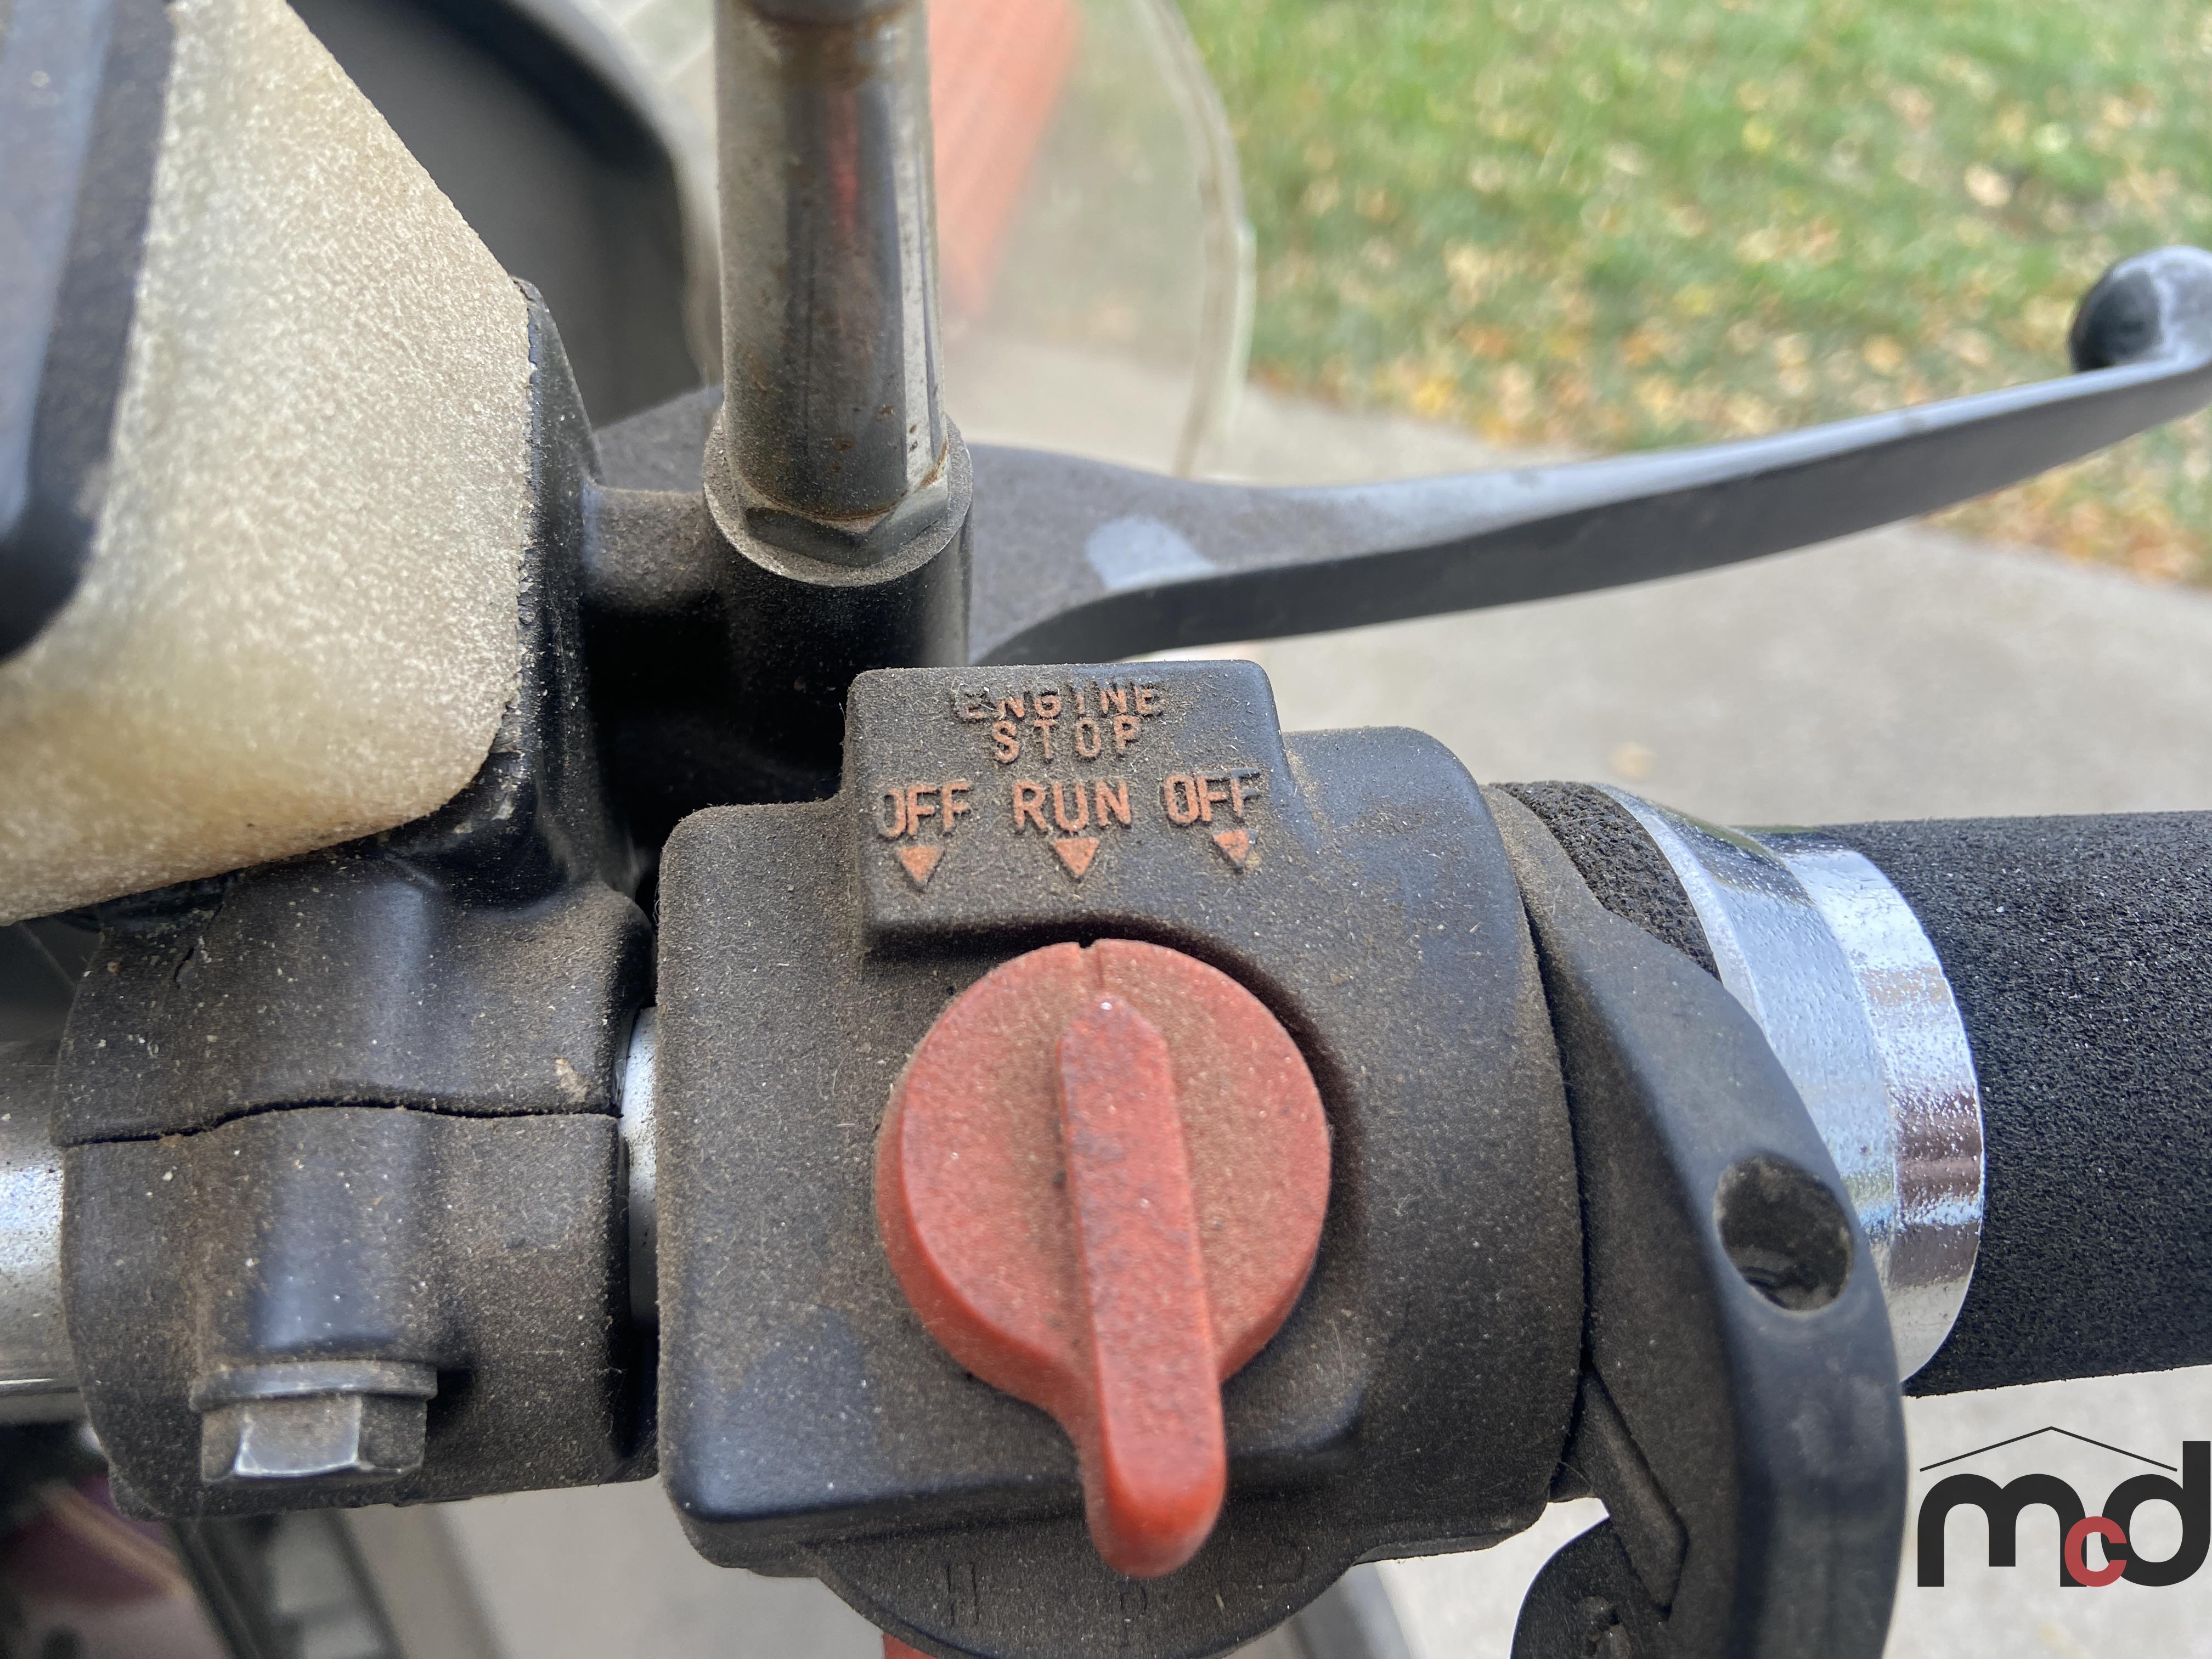 ENGINE
STOP
OFF RUN OFF
mcd